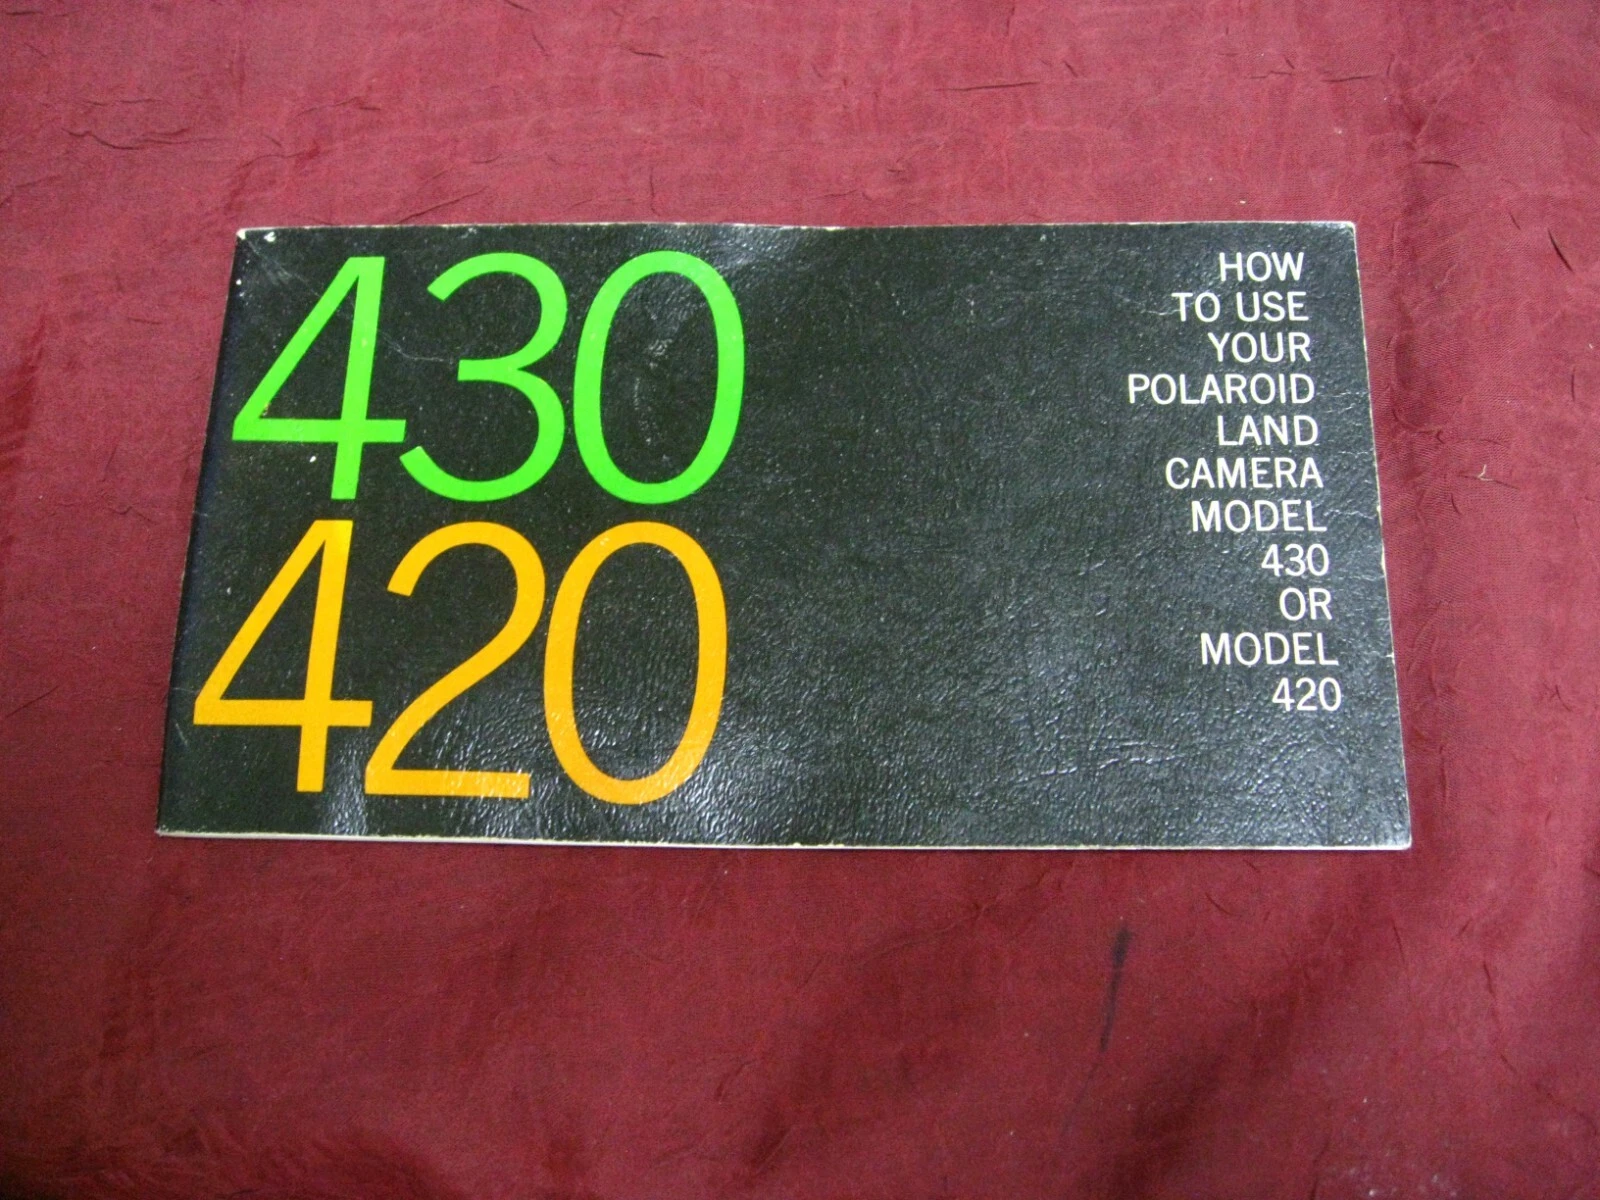 430
420
HOW
TO USE
YOUR
POLAROID
LAND
CAMERA
MODEL
430
OR
MODEL
420